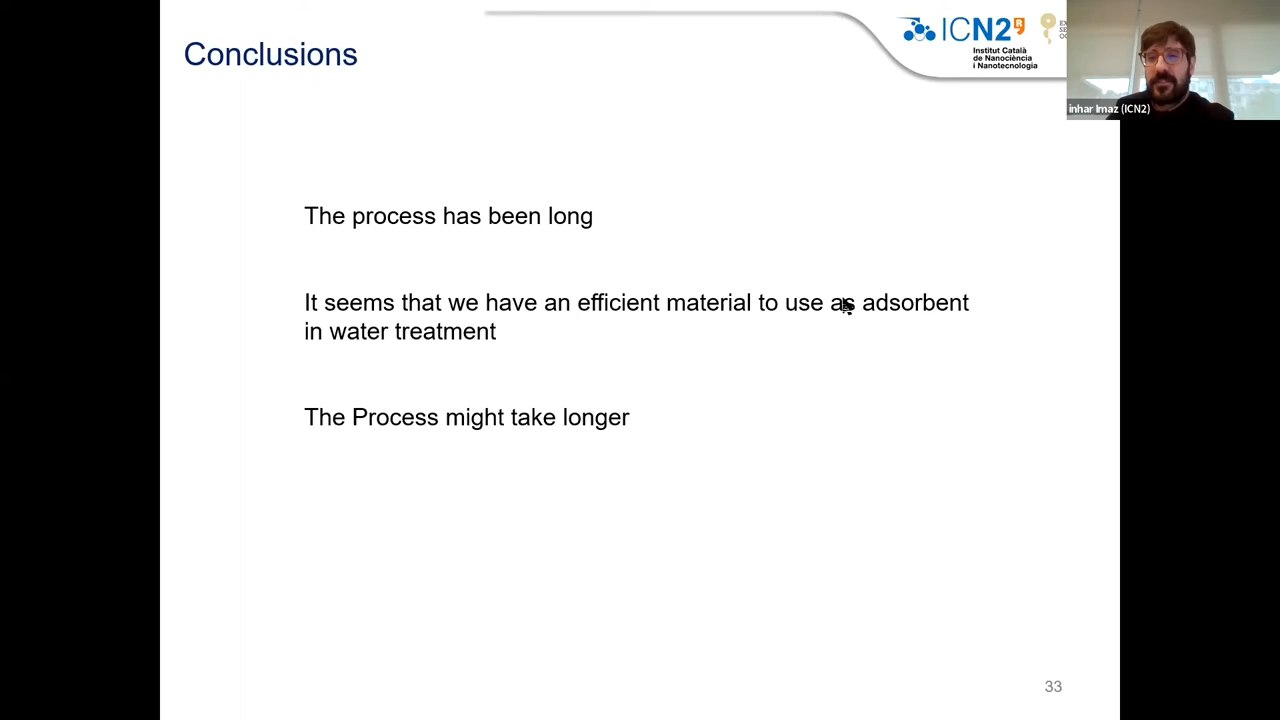 Conclusions
ICN2R
Institut Català
de Nanociència
i Nanotecnologia
inhar Imaz (ICN2)
The process has been long
It seems that we have an efficient material to use as adsorbent
in water treatment
The Process might take longer
33